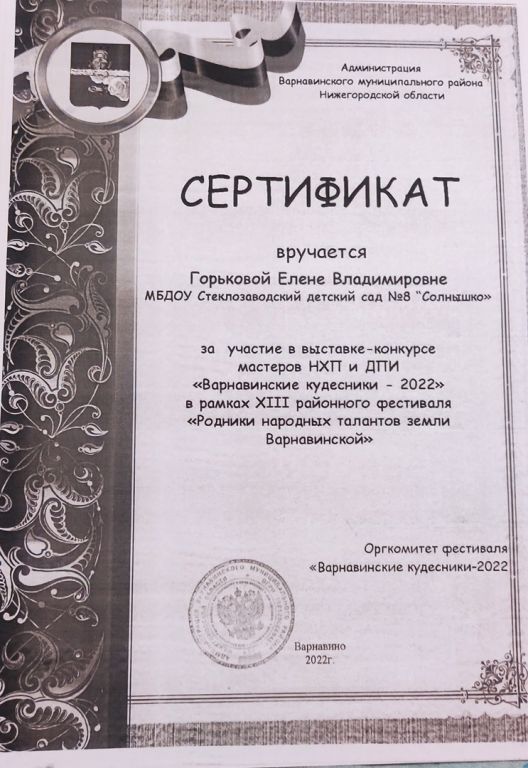 Администрация
Варнавинского муниципального района
Нижегородской области
СЕРТИФИКАТ
вручается
Горьковой Елене Владимировне
МБДОУ Стеклозаводский детский сад №8 "Солнышко»
за участие в выставке-конкурсе
мастеров НХП и ДПИ
«Варнавинские кудесники - 2022»
в рамках XIII районного фестиваля
«Родники народных талантов земли
Варнавинской»
Оргкомитет фестиваля
«Варнавинские кудесники-2022
Варнавино
2022г.